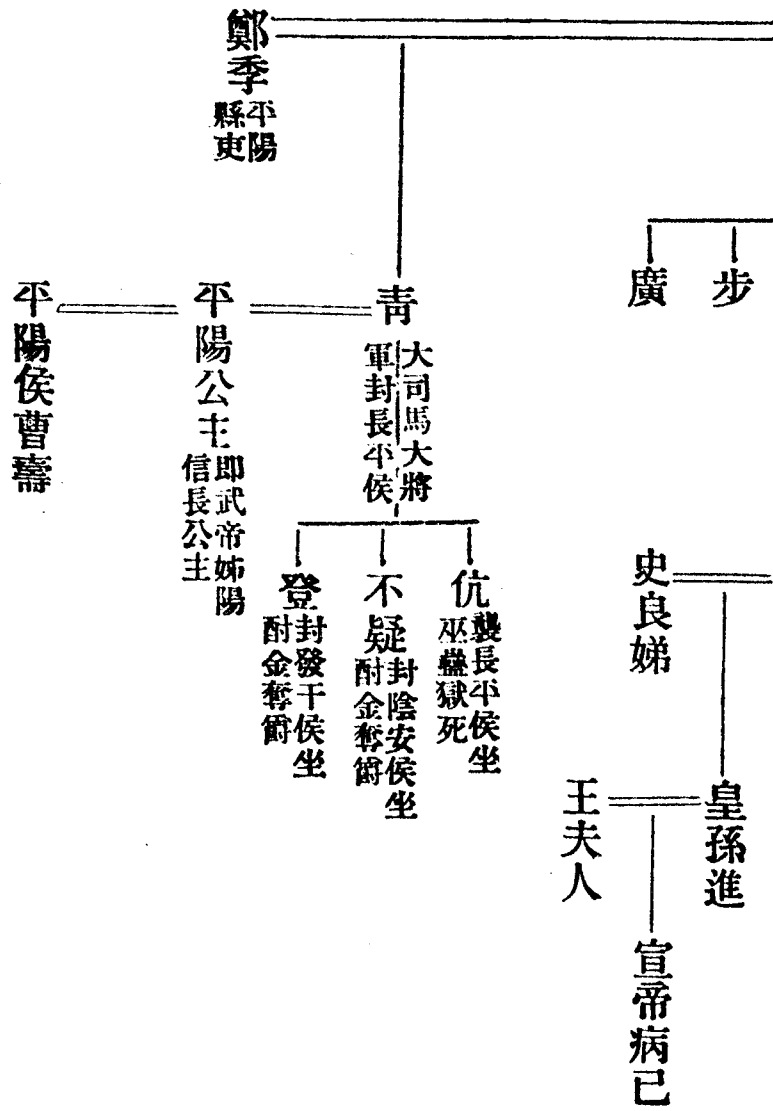 鄭季
平陽
縣吏
步
廣
青
大司馬大將
軍封長平侯
平陽公主
即武帝姊陽
信長公主
平陽侯曹壽
伉
襲長平侯坐
巫蠱獄死
不疑
封陰安侯坐
酎金奪爵
登
封發干侯坐
酎金奪爵
史良娣
皇孫進
王夫人
宣帝病已